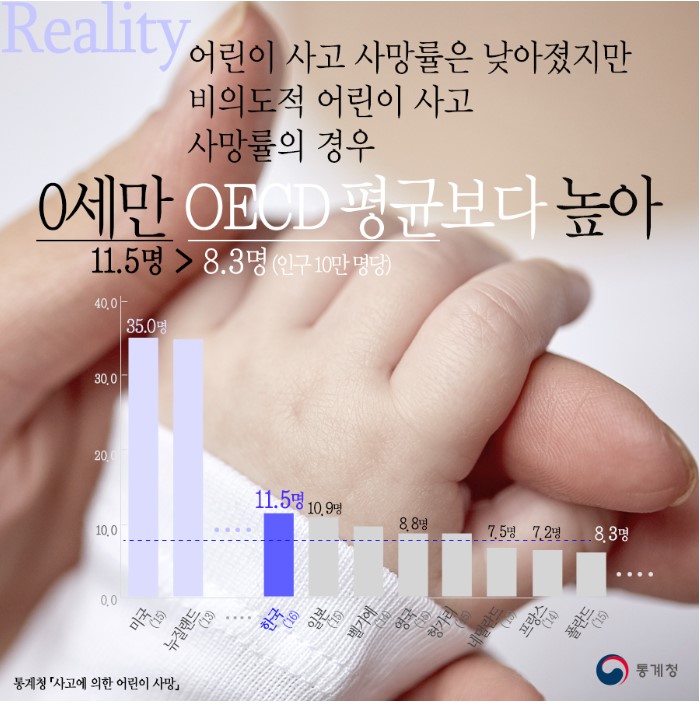 Reality
어린이 사고 사망률은 낮아졌지만
비의도적 어린이 사고
사망률의 경우
0세만 OECD 평균보다 높아
11.5명 > 8.3명 (인구 10만 명당)
40.0
35.0명
30.0
20.0
11.5명 10.9명
10.0
8.8명 7.5명 7.2명 8.3명
0.0
미국 ('15) 뉴질랜드 ('13) 한국 ('16) 일본 벨기에 영국 헝가리 네덜란드 프랑스 ('14) 폴란드 ('15)
통계청 「사고에 의한 어린이 사망」
통계청